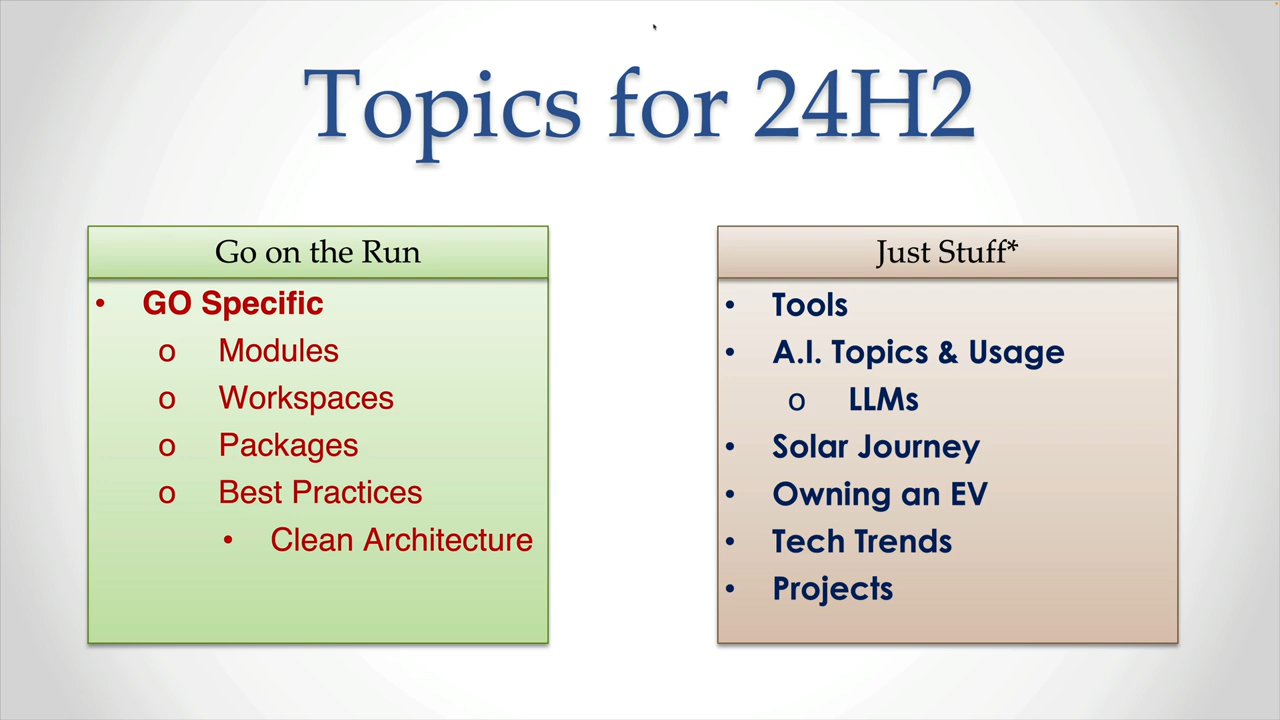 Topics for 24H2
Go on the Run
• GO Specific
o Modules
o Workspaces
o Packages
o Best Practices
• Clean Architecture
Just Stuff*
• Tools
• A.I. Topics & Usage
o LLMs
• Solar Journey
• Owning an EV
• Tech Trends
• Projects